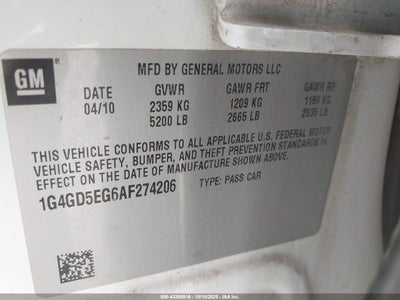 GM
MFD BY GENERAL MOTORS LLC
DATE GVWR GAWR FRT GAWR RR
04/10 2359 KG 1209 KG 1150 KG
5200 LB 2665 LB 2535 LB
THIS VEHICLE CONFORMS TO ALL APPLICABLE U.S. FEDERAL MOTOR
VEHICLE SAFETY, BUMPER, AND THEFT PREVENTION STANDARDS
IN EFFECT ON THE DATE OF MANUFACTURE SHOWN ABOVE.
1G4GD5EG6AF274206 TYPE: PASS CAR